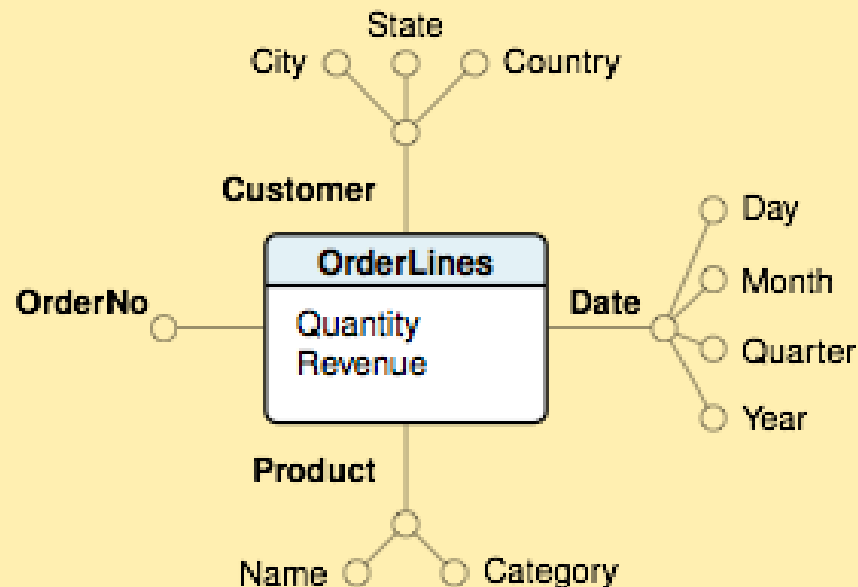 State
City
Country
Customer
Day
OrderLines
Month
OrderNo
Date
Quantity
Revenue
Quarter
Year
Product
Name
Category